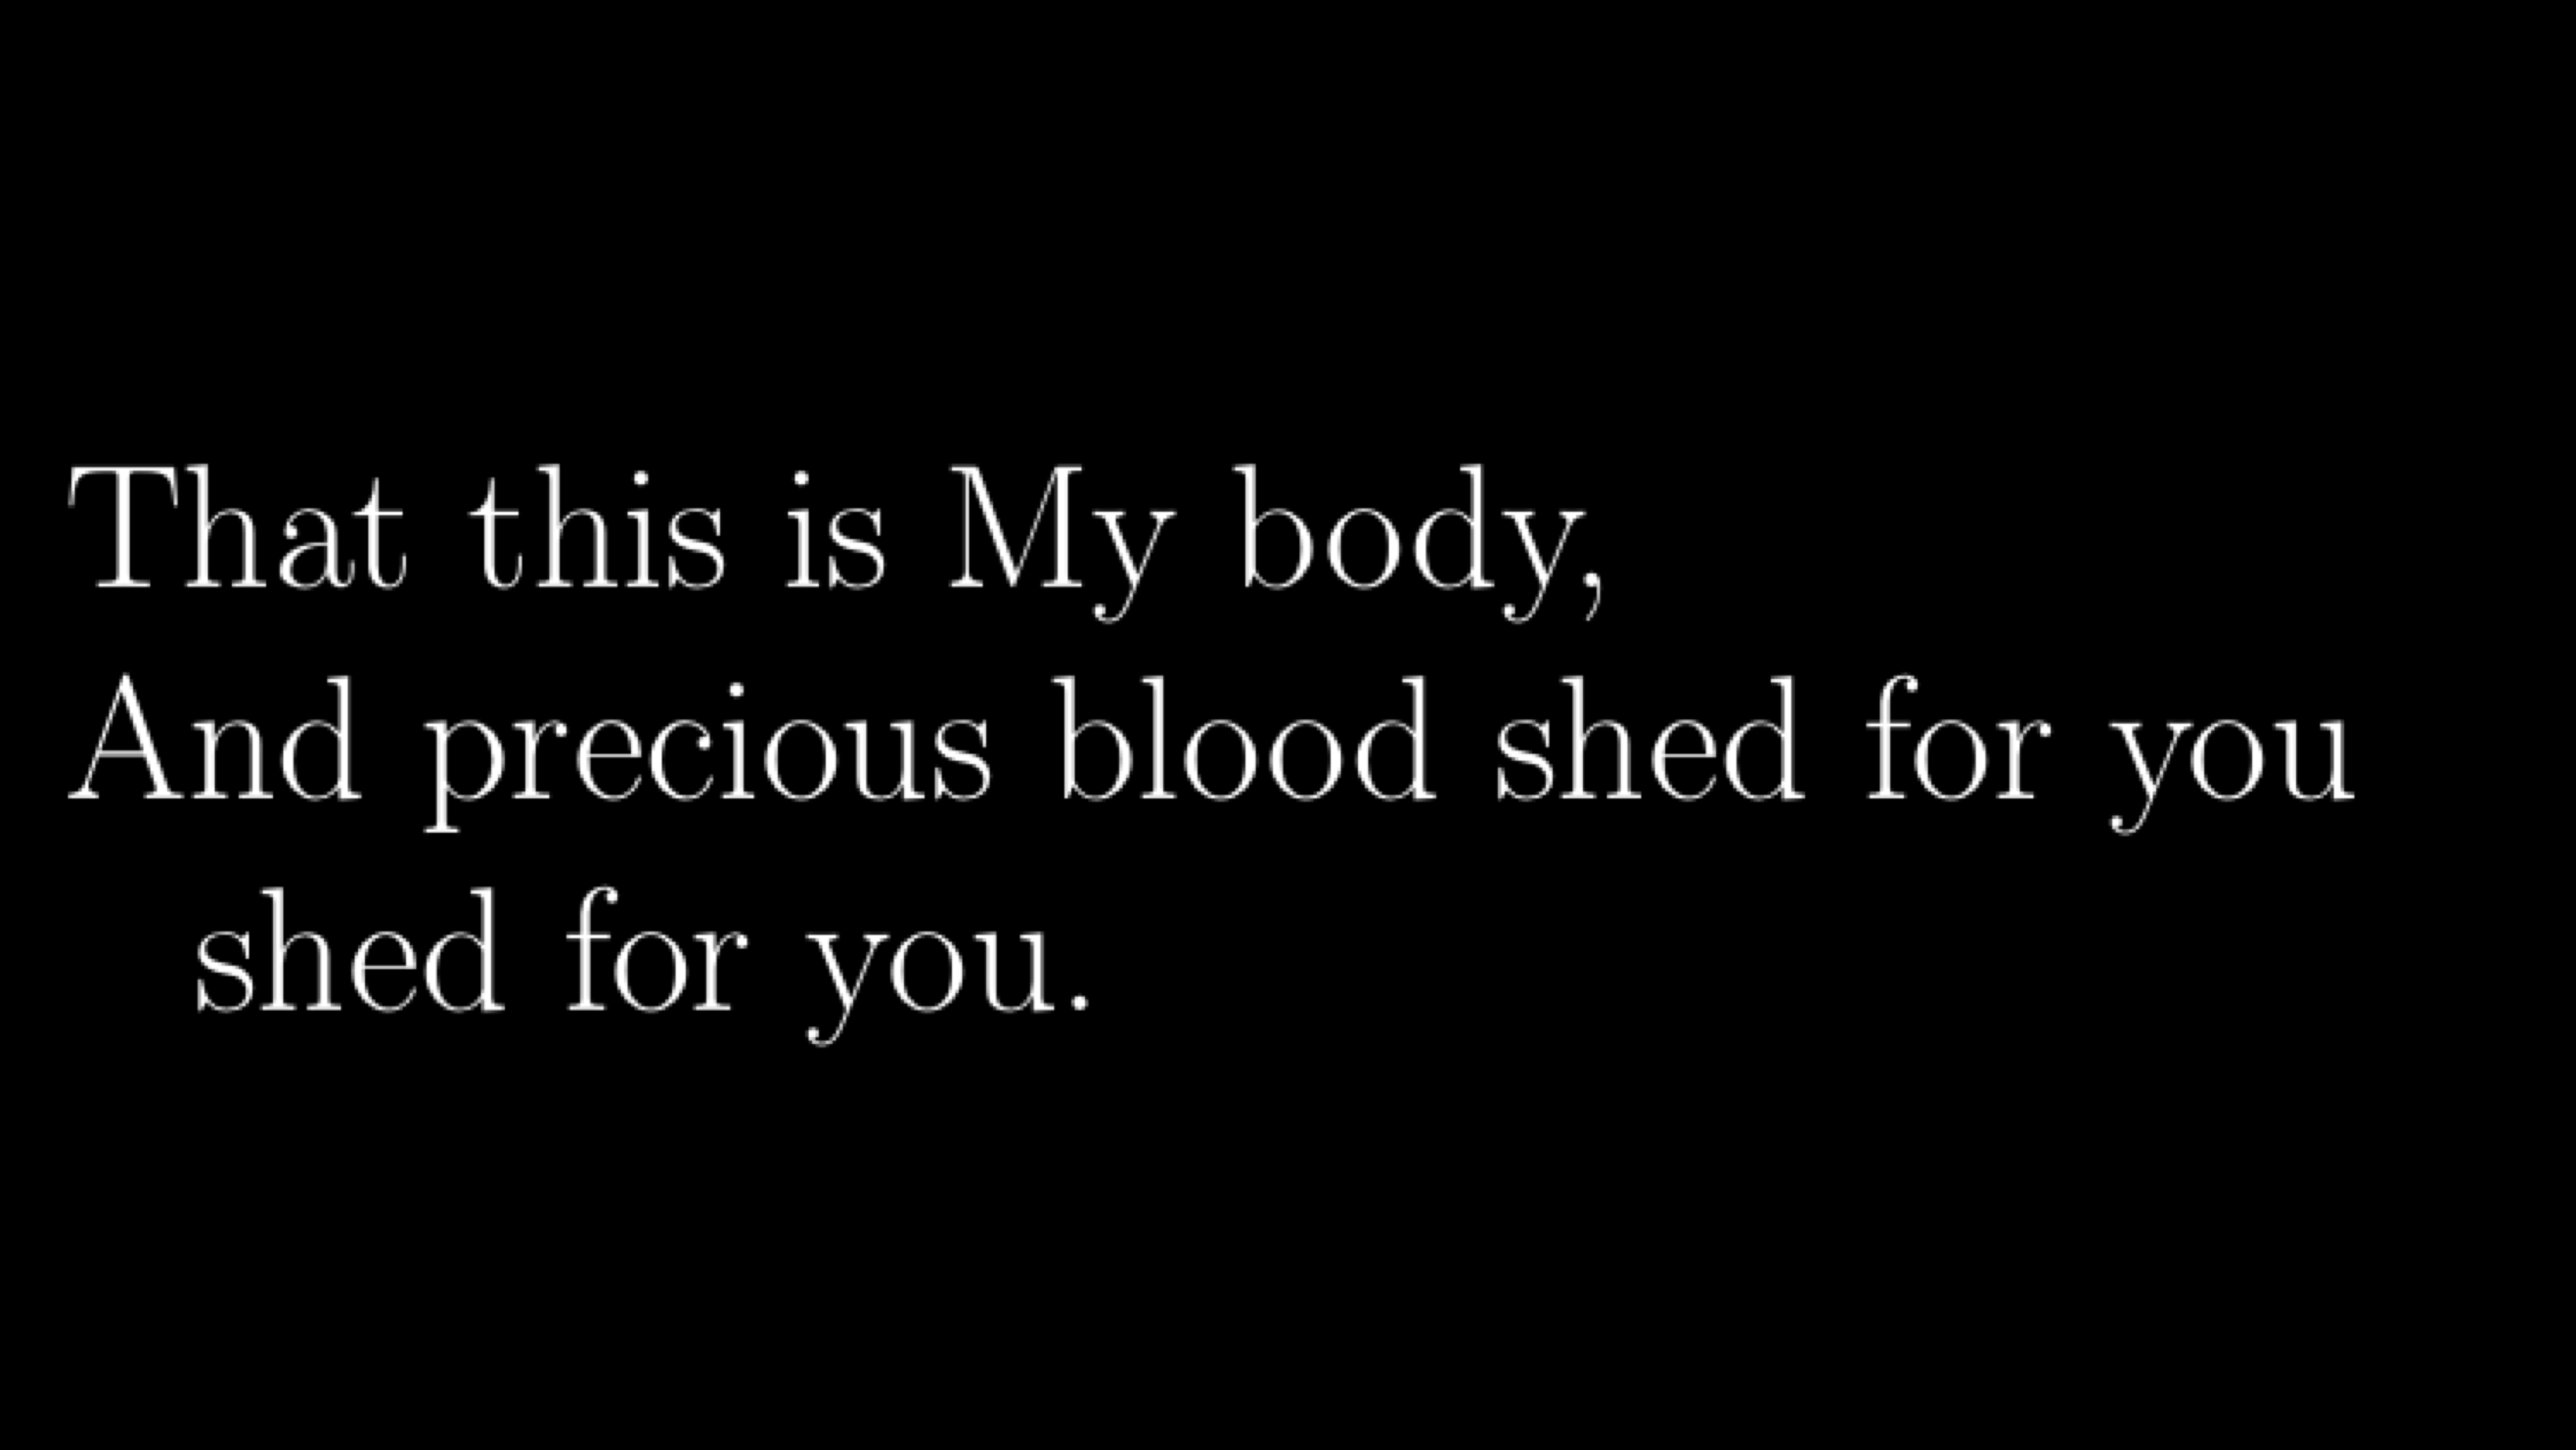 That this is My body,
And precious blood shed for you
shed for you.